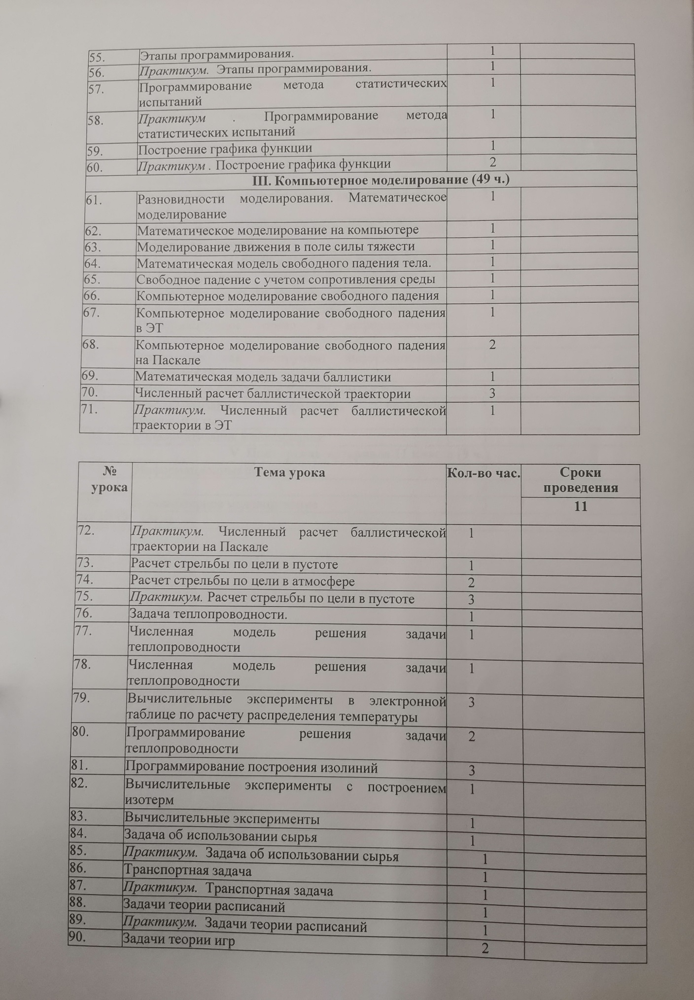 55. Этапы программирования. 1
56. Практикум. Этапы программирования. 1
57. Программирование метода статистических 1
испытаний
58. Практикум . Программирование метода 1
статистических испытаний
59. Построение графика функции 1
60. Практикум . Построение графика функции 2
III. Компьютерное моделирование (49 ч.)
61. Разновидности моделирования. Математическое 1
моделирование
62. Математическое моделирование на компьютере 1
63. Моделирование движения в поле силы тяжести 1
64. Математическая модель свободного падения тела. 1
65. Свободное падение с учетом сопротивления среды 1
66. Компьютерное моделирование свободного падения 1
67. Компьютерное моделирование свободного падения 1
в ЭТ
68. Компьютерное моделирование свободного падения 2
на Паскале
69. Математическая модель задачи баллистики 1
70. Численный расчет баллистической траектории 3
71. Практикум. Численный расчет баллистической 1
траектории в ЭТ
№ Тема урока Кол-во час. Сроки
урока проведения
11
72. Практикум. Численный расчет баллистической 1
траектории на Паскале
73. Расчет стрельбы по цели в пустоте 1
74. Расчет стрельбы по цели в атмосфере 2
75. Практикум. Расчет стрельбы по цели в пустоте 3
76. Задача теплопроводности. 1
77. Численная модель решения задачи 1
теплопроводности
78. Численная модель решения задачи 1
теплопроводности
79. Вычислительные эксперименты в электронной 3
таблице по расчету распределения температуры
80. Программирование решения задачи 2
теплопроводности
81. Программирование построения изолиний 3
82. Вычислительные эксперименты с построением 1
изотерм
83. Вычислительные эксперименты 1
84. Задача об использовании сырья 1
85. Практикум. Задача об использовании сырья 1
86. Транспортная задача 1
87. Практикум. Транспортная задача 1
88. Задачи теории расписаний 1
89. Практикум. Задачи теории расписаний 1
90. Задачи теории игр 2